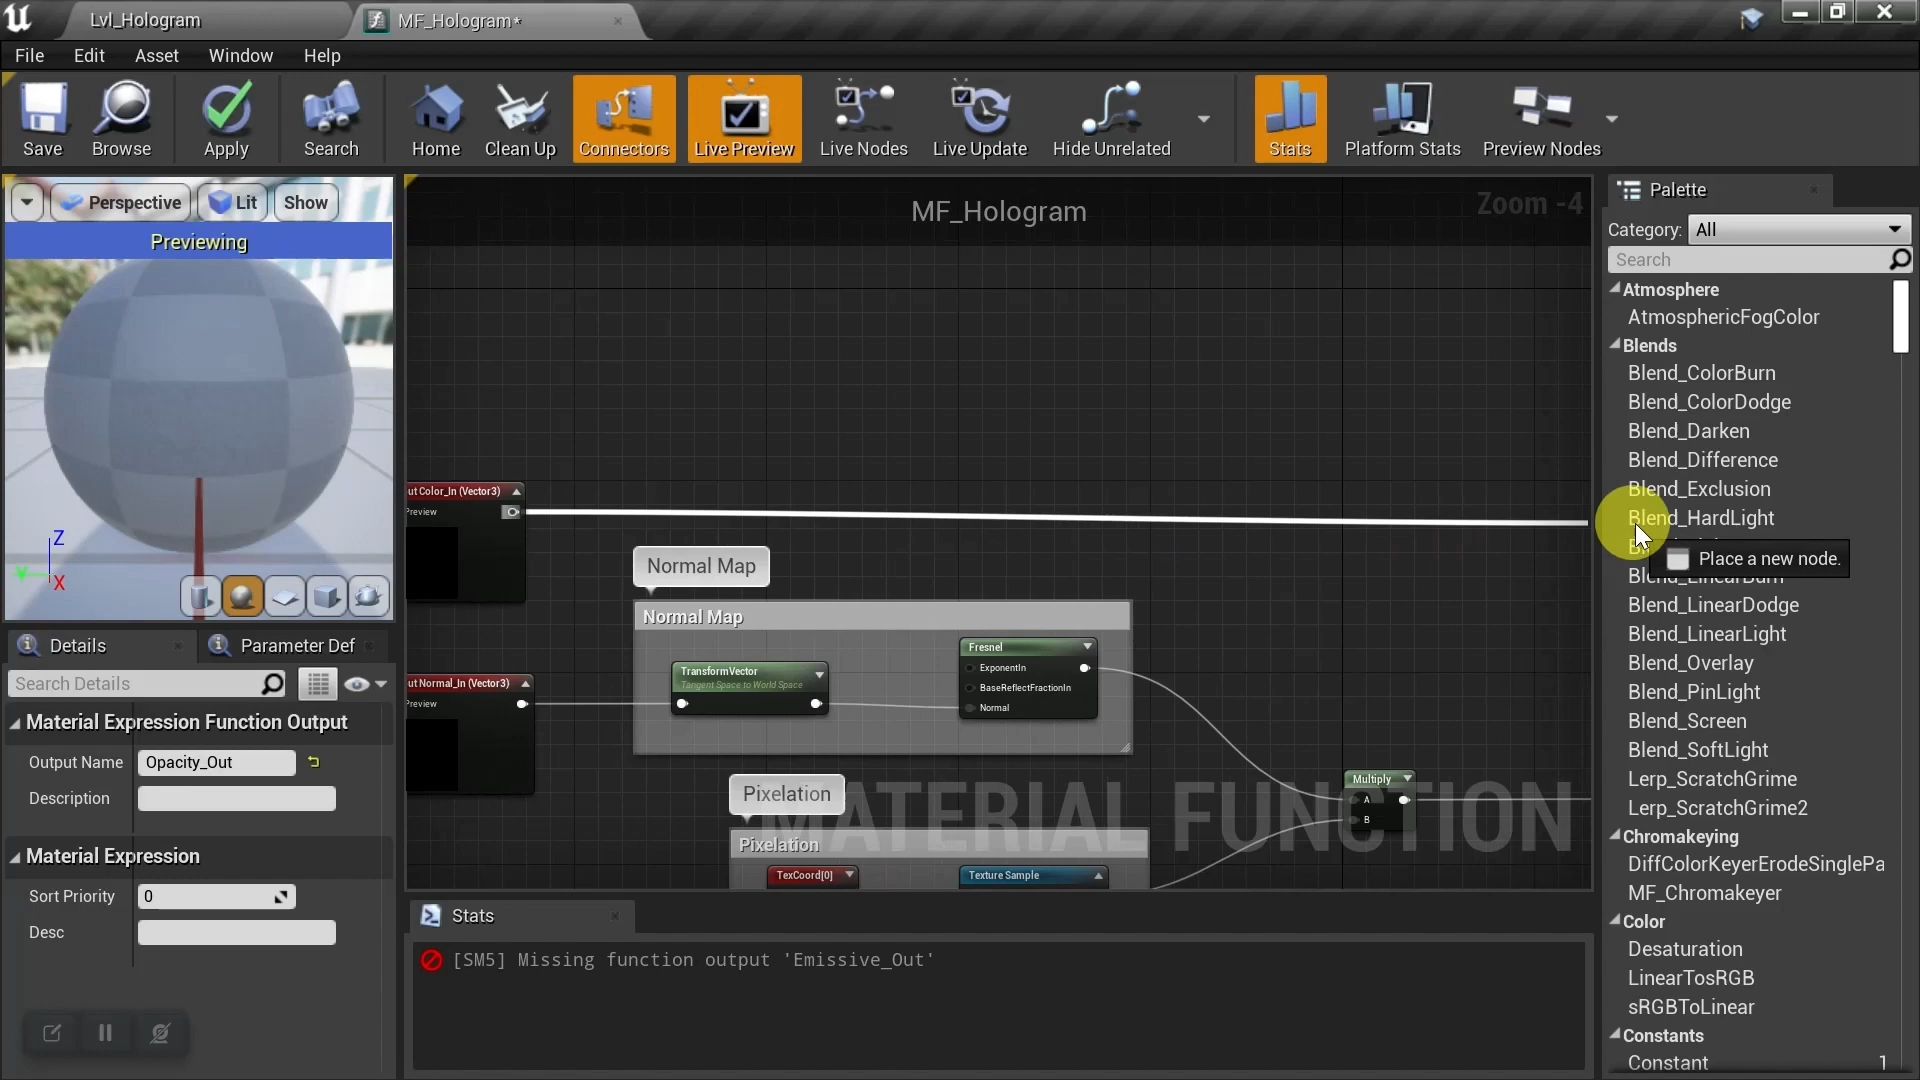 Lvl_Hologram
MF_Hologram*
File Edit Asset Window Help
Save Browse Apply Search Home Clean Up Connectors Live Preview Live Nodes Live Update Hide Unrelated Stats Platform Stats Preview Nodes
Perspective Lit Show
Previewing
Z
Y
X
MF_Hologram
Zoom -4
ut Color_In (Vector3)
Preview
Normal Map
Normal Map
TransformVector
Tangent Space to World Space
Fresnel
ExponentIn
BaseReflectFractionIn
Normal
ut Normal_In (Vector3)
Preview
Multiply
A
B
Pixelation
Pixelation
TexCoord[0]
Texture Sample
MATERIAL FUNCTION
Details
Parameter Def
Search Details
Material Expression Function Output
Output Name Opacity_Out
Description
Material Expression
Sort Priority 0
Desc
Stats
[SM5] Missing function output 'Emissive_Out'
Palette
Category: All
Search
Atmosphere
AtmosphericFogColor
Blends
Blend_ColorBurn
Blend_ColorDodge
Blend_Darken
Blend_Difference
Blend_Exclusion
Blend_HardLight
Place a new node.
Blend_LinearBurn
Blend_LinearDodge
Blend_LinearLight
Blend_Overlay
Blend_PinLight
Blend_Screen
Blend_SoftLight
Lerp_ScratchGrime
Lerp_ScratchGrime2
Chromakeying
DiffColorKeyerErodeSinglePa
MF_Chromakeyer
Color
Desaturation
LinearTosRGB
sRGBToLinear
Constants
Constant 1